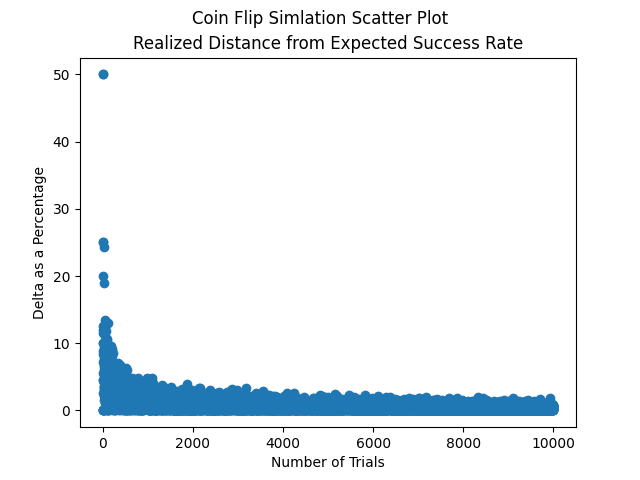 Coin Flip Simlation Scatter Plot
Realized Distance from Expected Success Rate
50
40
30
20
10
0
Delta as a Percentage
0 2000 4000 6000 8000 10000
Number of Trials